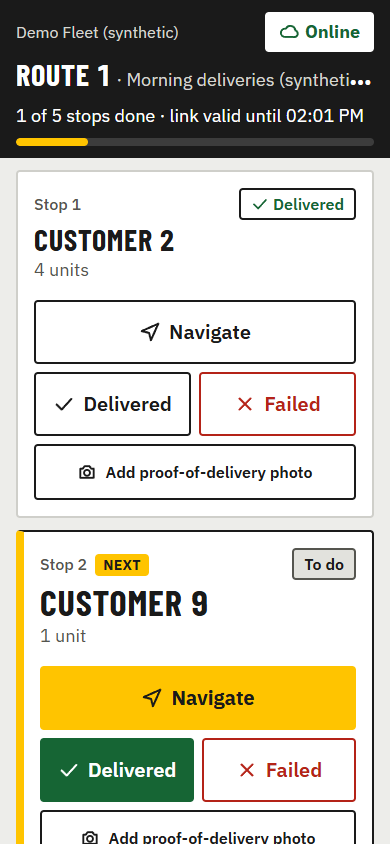 Demo Fleet (synthetic)
Online
ROUTE 1 · Morning deliveries (syntheti...
1 of 5 stops done · link valid until 02:01 PM
Stop 1
Delivered
CUSTOMER 2
4 units
Navigate
Delivered
Failed
Add proof-of-delivery photo
Stop 2 NEXT
To do
CUSTOMER 9
1 unit
Navigate
Delivered
Failed
Add proof-of-delivery photo